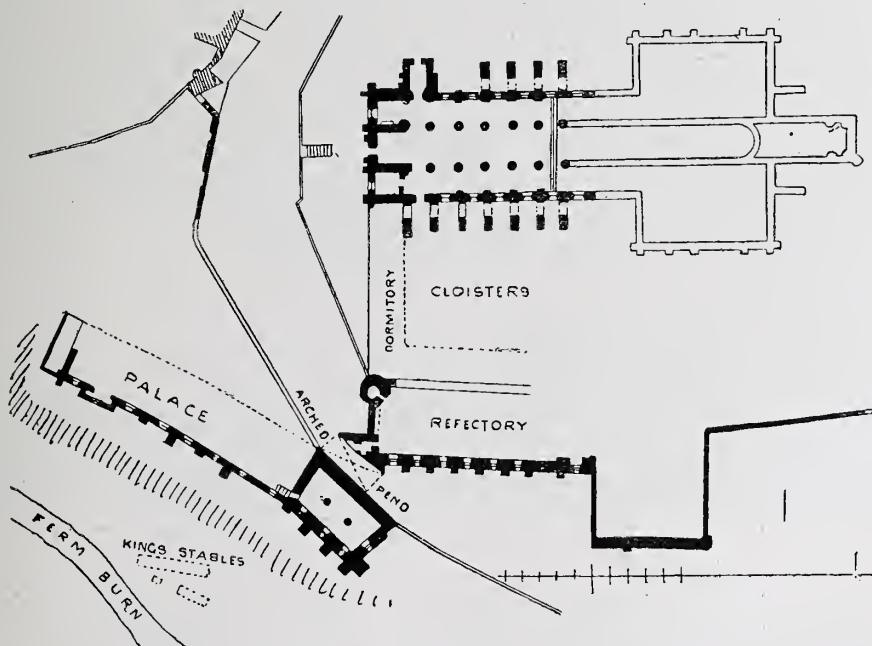 DORMITORY
CLOISTERS
PALACE
ARCHED
PEND
REFECTORY
KINGS STABLES
FERM BURN